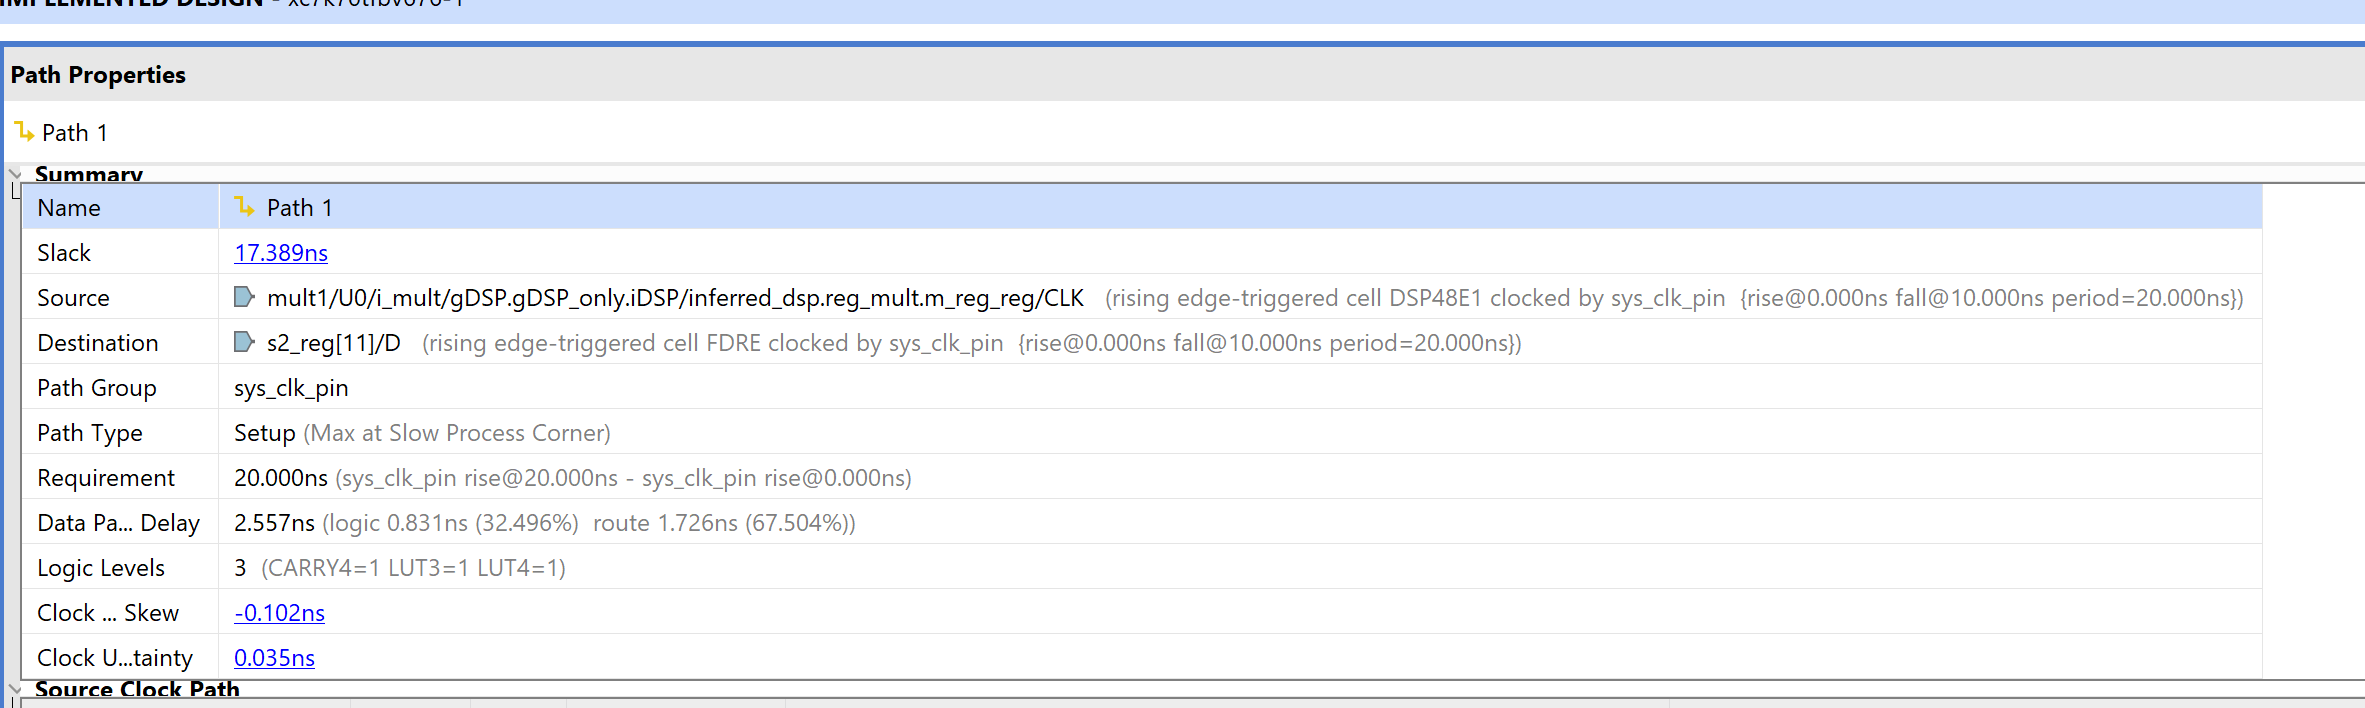 IMPLEMENTED DESIGN - xc7k70tfbv676-1
Path Properties
Path 1
Summary
Name Path 1
Slack 17.389ns
Source mult1/U0/i_mult/gDSP.gDSP_only.iDSP/inferred_dsp.reg_mult.m_reg_reg/CLK (rising edge-triggered cell DSP48E1 clocked by sys_clk_pin {rise@0.000ns fall@10.000ns period=20.000ns})
Destination s2_reg[11]/D (rising edge-triggered cell FDRE clocked by sys_clk_pin {rise@0.000ns fall@10.000ns period=20.000ns})
Path Group sys_clk_pin
Path Type Setup (Max at Slow Process Corner)
Requirement 20.000ns (sys_clk_pin rise@20.000ns - sys_clk_pin rise@0.000ns)
Data Pa... Delay 2.557ns (logic 0.831ns (32.496%) route 1.726ns (67.504%))
Logic Levels 3 (CARRY4=1 LUT3=1 LUT4=1)
Clock ... Skew -0.102ns
Clock U...tainty 0.035ns
Source Clock Path